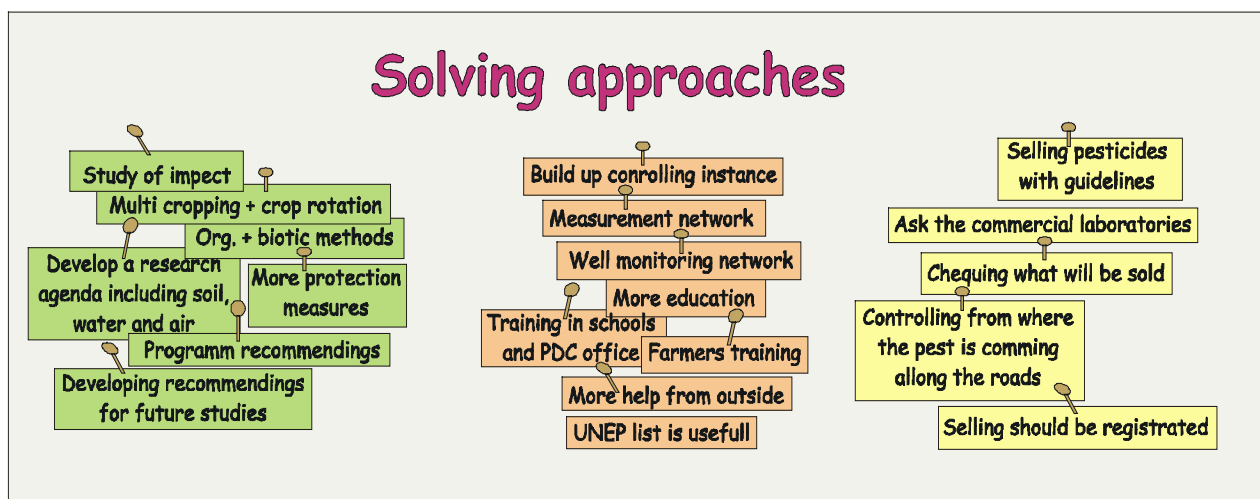 Solving approaches
Study of impect
Multi cropping + crop rotation
Org. + biotic methods
Develop a research
agenda including soil,
water and air
More protection
measures
Programm recommendings
Developing recommendings
for future studies
Build up conrolling instance
Measurement network
Well monitoring network
More education
Training in schools
and PDC office
Farmers training
More help from outside
UNEP list is usefull
Selling pesticides
with guidelines
Ask the commercial laboratories
Chequing what will be sold
Controlling from where
the pest is comming
allong the roads
Selling should be registrated